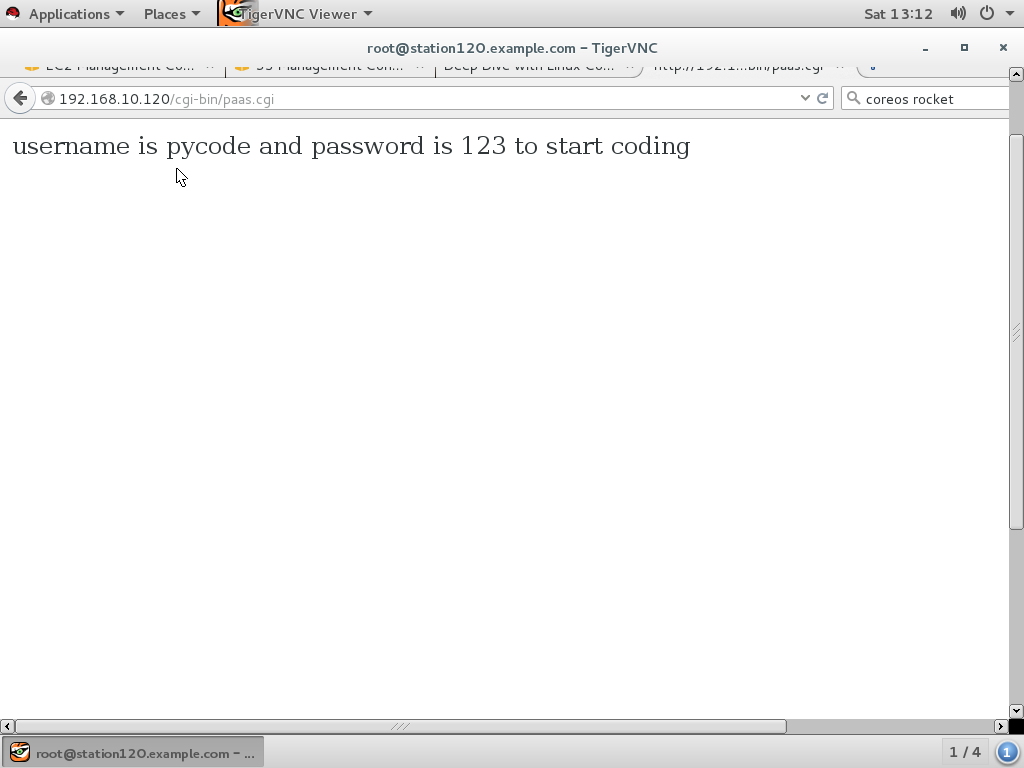 Applications Places TigerVNC Viewer Sat 13:12
root@station120.example.com - TigerVNC
EC2 Management Co... S3 Management Con... Deep Dive with Linux Co... http://192.1...bin/paas.cgi
192.168.10.120/cgi-bin/paas.cgi coreos rocket
username is pycode and password is 123 to start coding
root@station120.example.com - ... 1 / 4 1